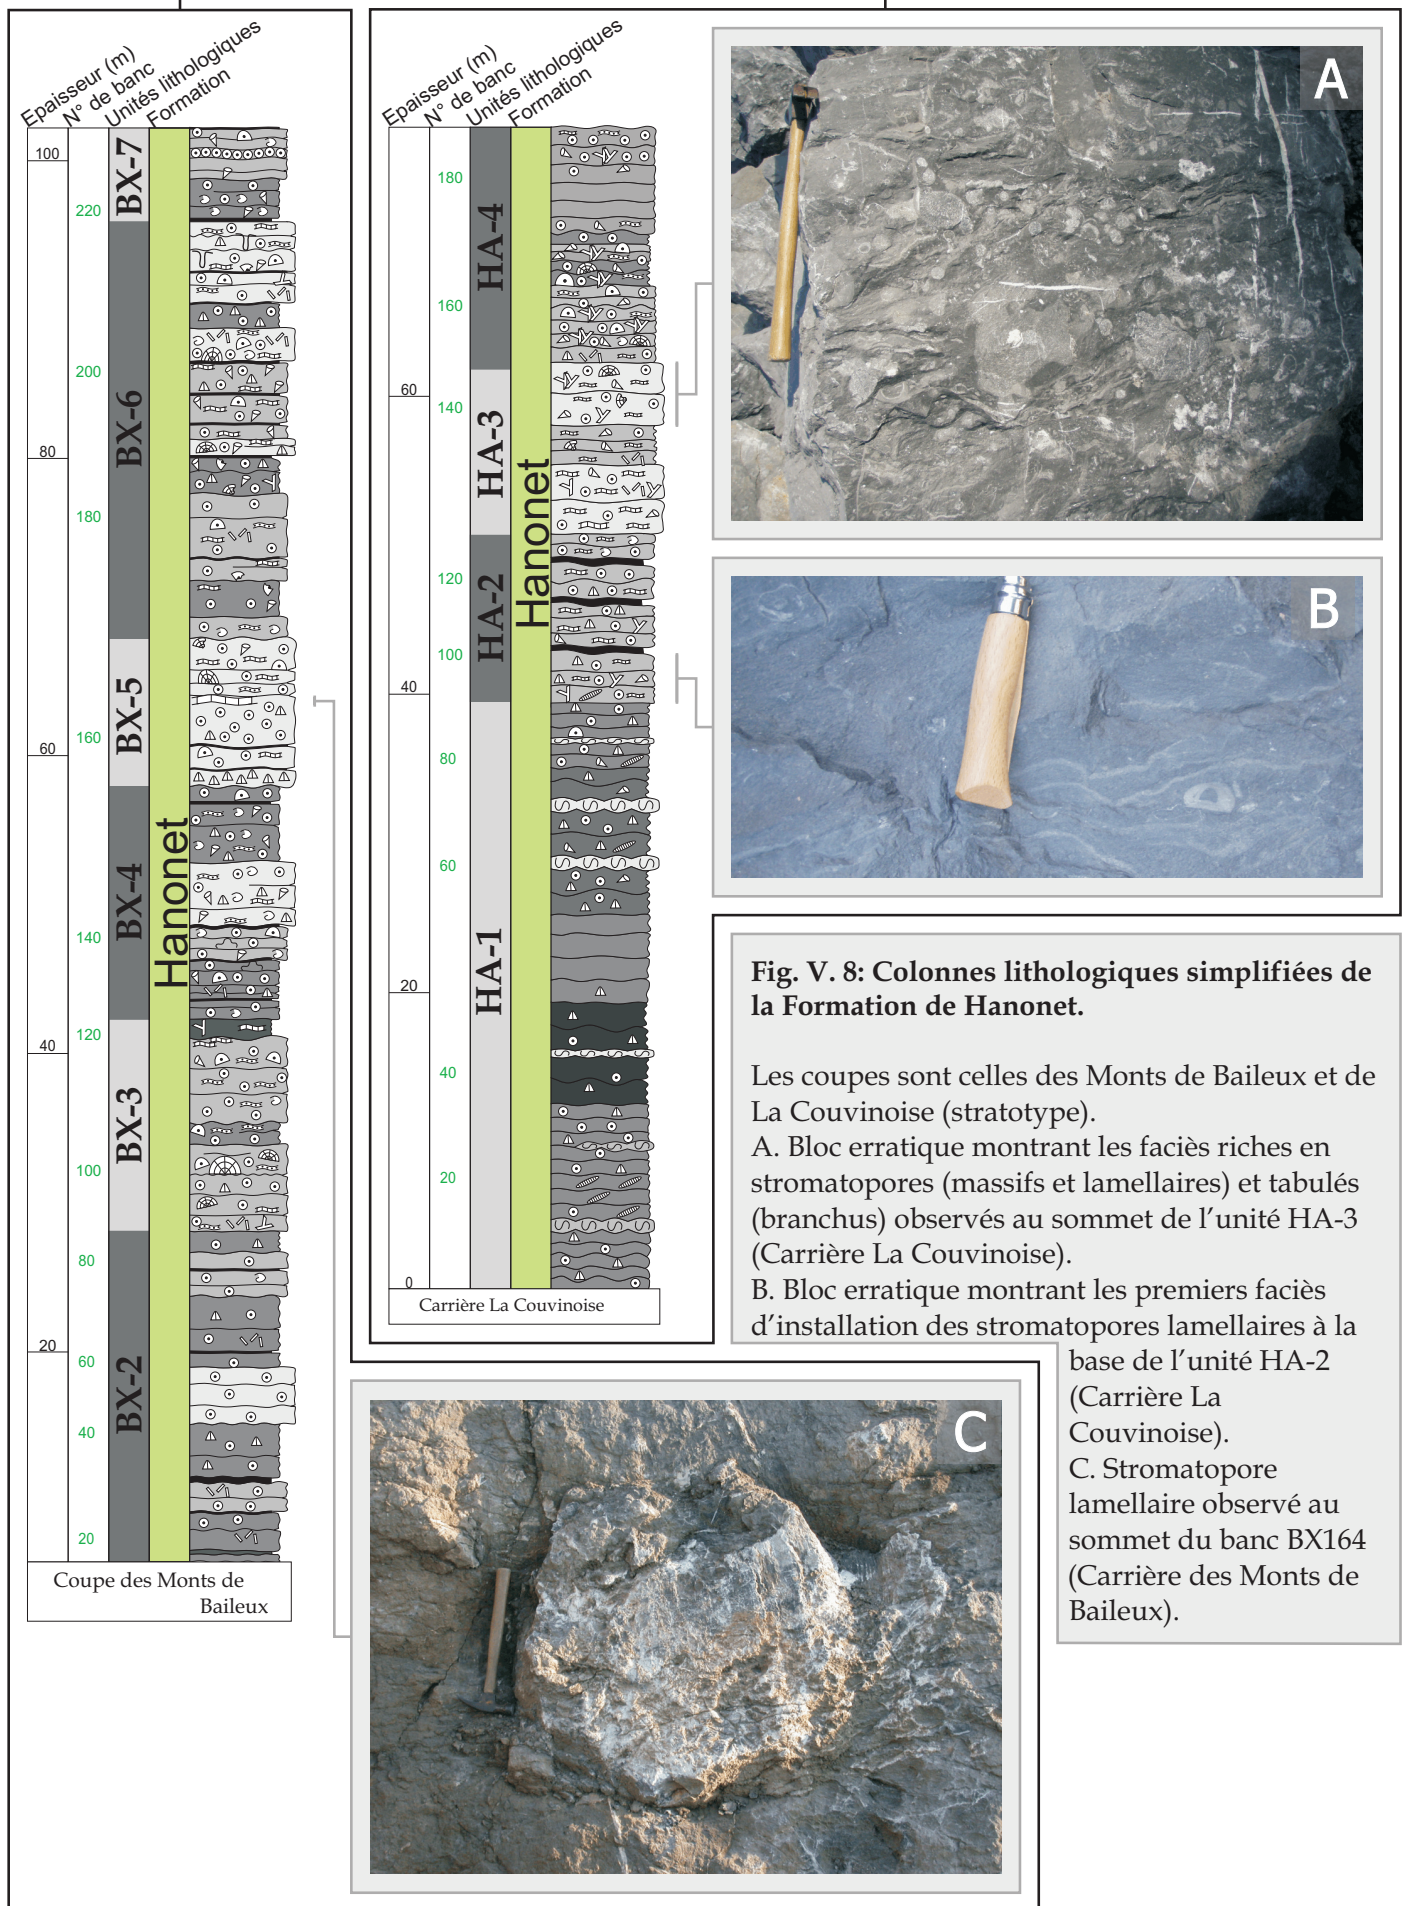 Epaisseur (m)
N° de banc
Unités lithologiques
Formation
100
80
60
40
20
220
200
180
160
140
120
100
80
60
40
20
BX-7
BX-6
BX-5
BX-4
BX-3
BX-2
Hanonet
Coupe des Monts de
Baileux
Epaisseur (m)
N° de banc
Unités lithologiques
Formation
60
40
20
0
180
160
140
120
100
80
60
40
20
HA-4
HA-3
HA-2
HA-1
Hanonet
Carrière La Couvinoise
A
B
Fig. V. 8: Colonnes lithologiques simplifiées de
la Formation de Hanonet.
Les coupes sont celles des Monts de Baileux et de
La Couvinoise (stratotype).
A. Bloc erratique montrant les faciès riches en
stromatopores (massifs et lamellaires) et tabulés
(branchus) observés au sommet de l'unité HA-3
(Carrière La Couvinoise).
B. Bloc erratique montrant les premiers faciès
d'installation des stromatopores lamellaires à la
base de l'unité HA-2
(Carrière La
Couvinoise).
C. Stromatopore
lamellaire observé au
sommet du banc BX164
(Carrière des Monts de
Baileux).
C